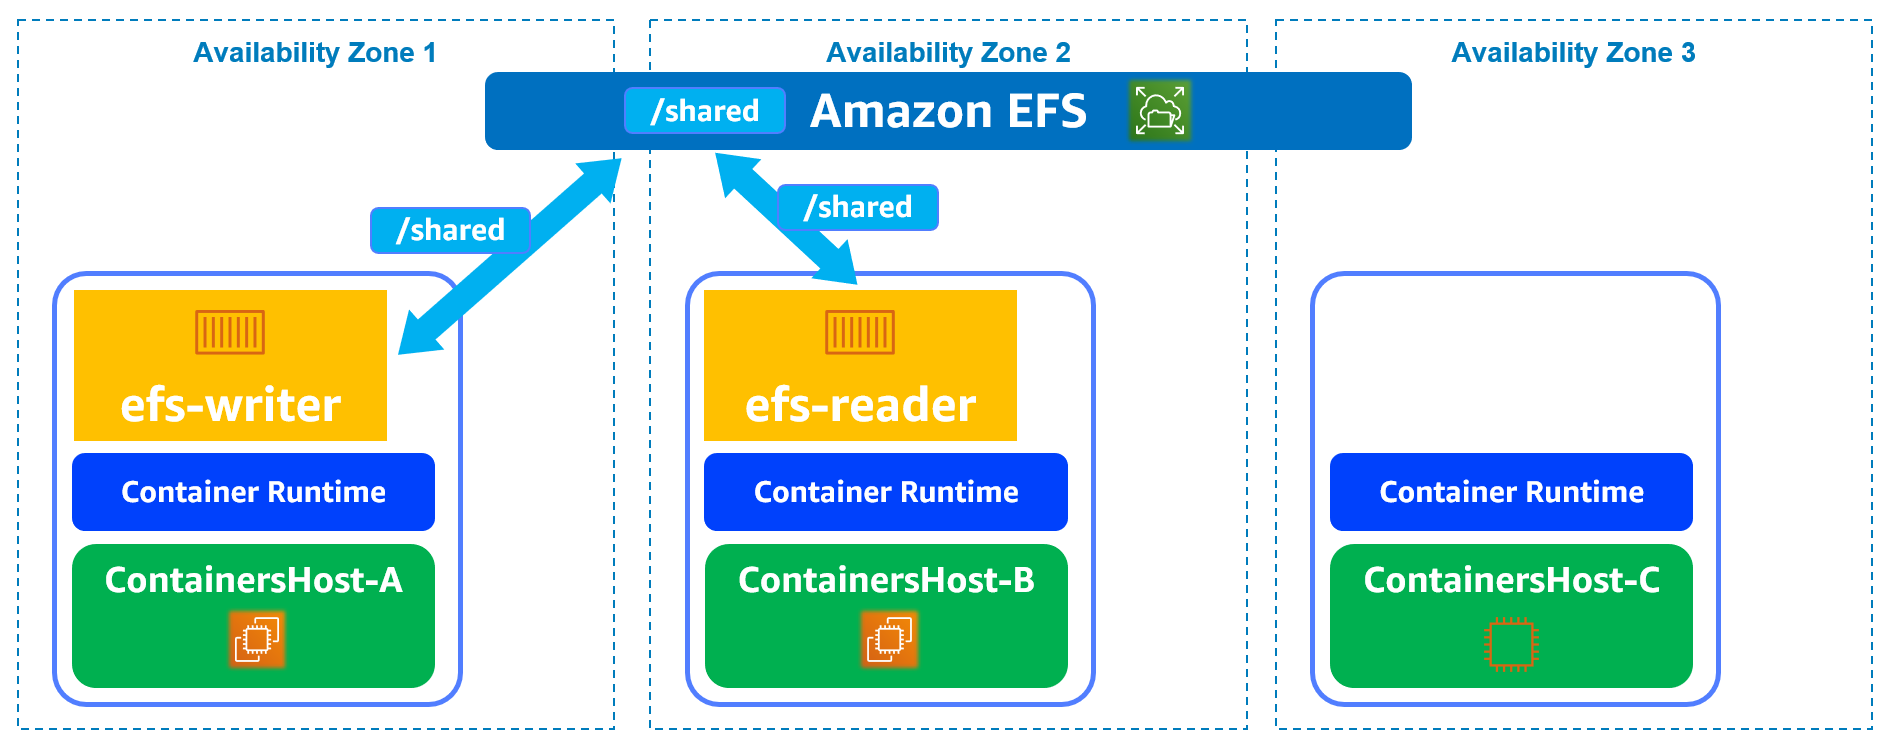 Availability Zone 1
Availability Zone 2
Availability Zone 3
/shared
Amazon EFS
/shared
/shared
efs-writer
efs-reader
Container Runtime
Container Runtime
Container Runtime
ContainersHost-A
ContainersHost-B
ContainersHost-C